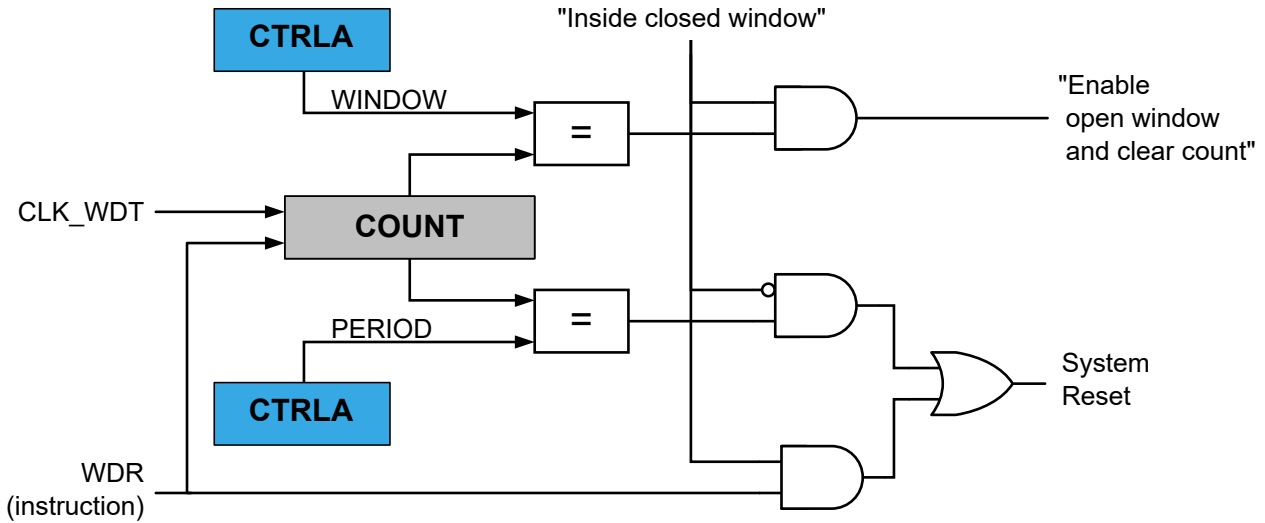 "Inside closed window"
CTRLA
WINDOW
=
"Enable
open window
and clear count"
CLK_WDT
COUNT
PERIOD
=
CTRLA
System
Reset
WDR
(instruction)